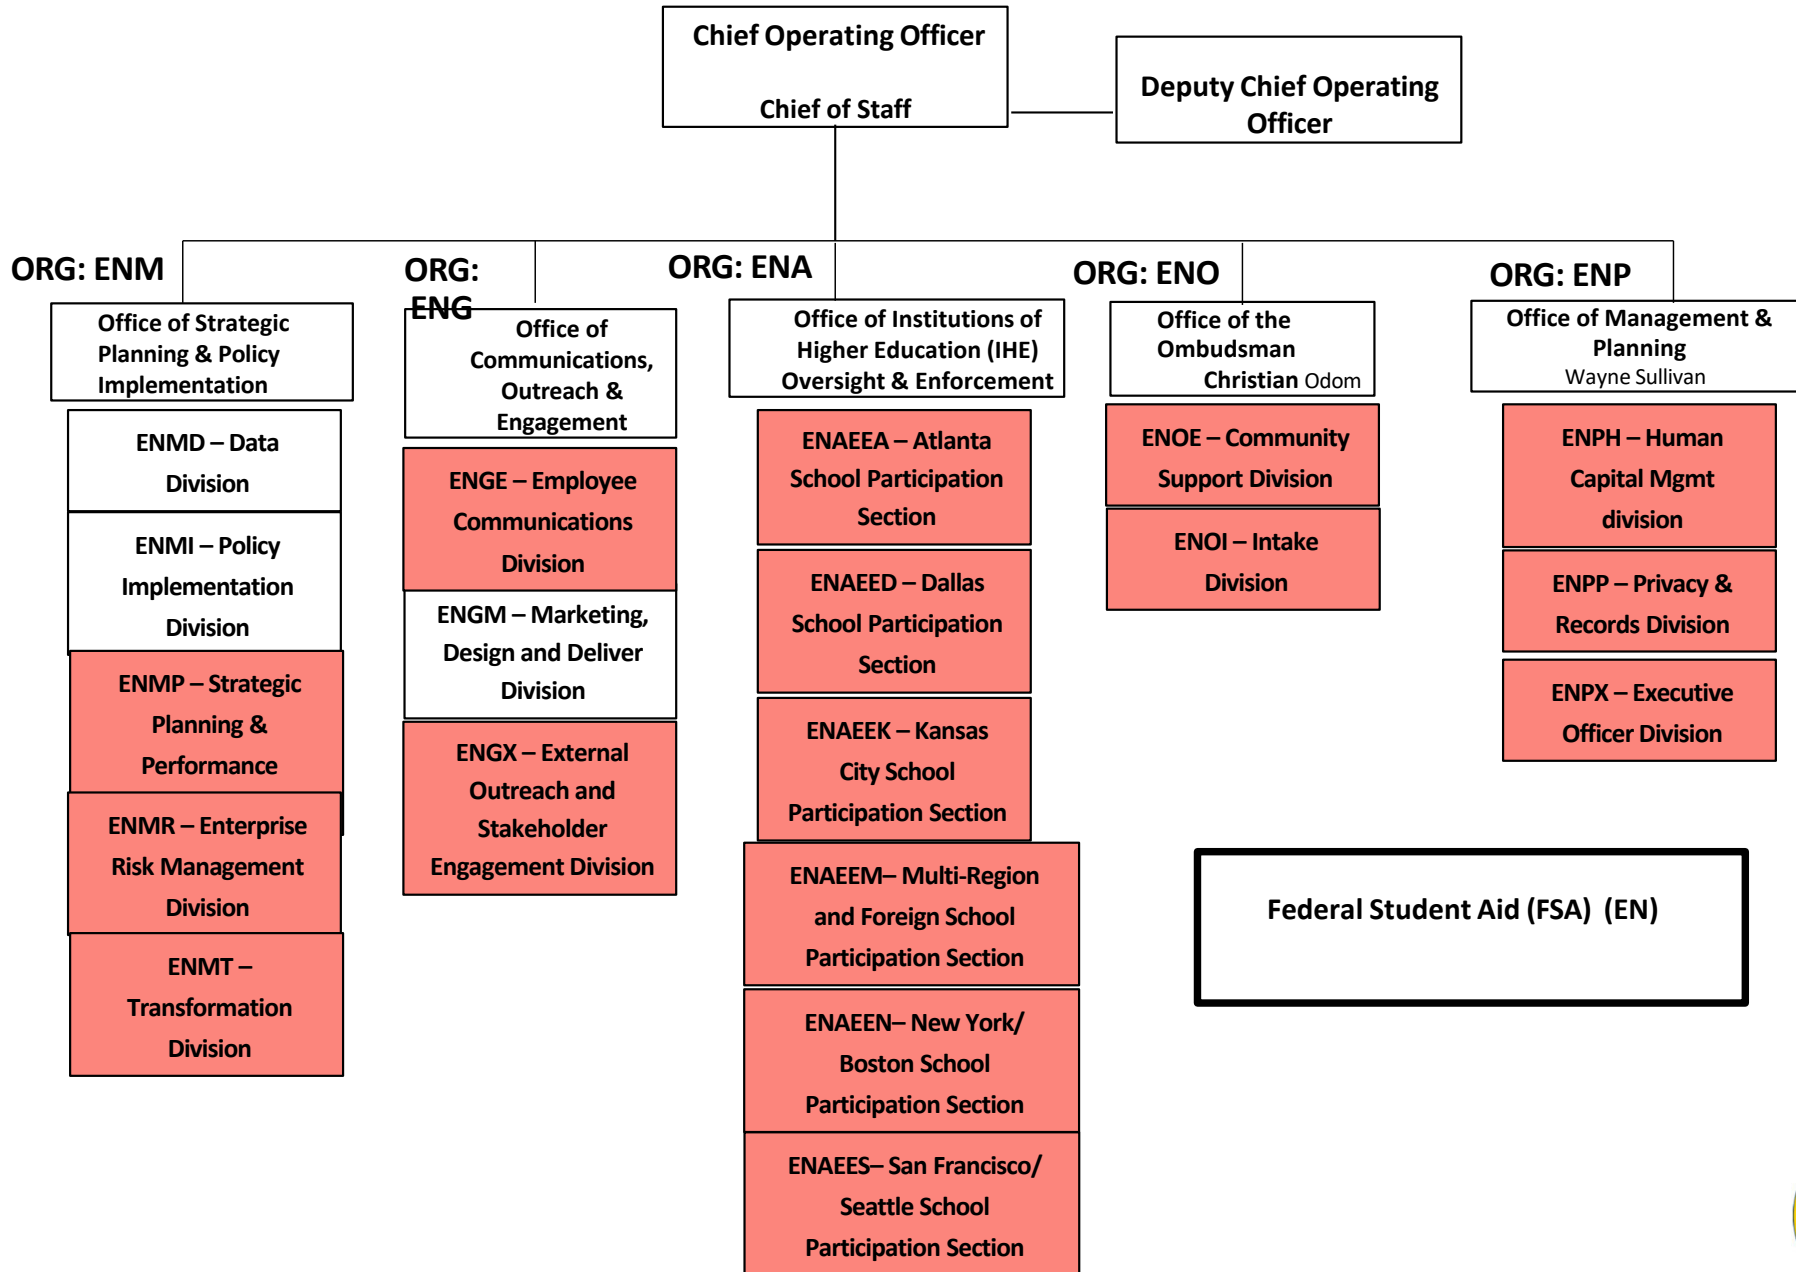 Chief Operating Officer
Chief of Staff
Deputy Chief Operating
Officer
ORG: ENM
Office of Strategic
Planning & Policy
Implementation
ENMD – Data
Division
ENMI – Policy
Implementation
Division
ENMP – Strategic
Planning &
Performance
ENMR – Enterprise
Risk Management
Division
ENMT –
Transformation
Division
ORG:
ENG
Office of
Communications,
Outreach &
Engagement
ENGE – Employee
Communications
Division
ENGM – Marketing,
Design and Deliver
Division
ENGX – External
Outreach and
Stakeholder
Engagement Division
ORG: ENA
Office of Institutions of
Higher Education (IHE)
Oversight & Enforcement
ENAEEA – Atlanta
School Participation
Section
ENAEED – Dallas
School Participation
Section
ENAEEK – Kansas
City School
Participation Section
ENAEEM– Multi-Region
and Foreign School
Participation Section
ENAEEN– New York/
Boston School
Participation Section
ENAEES– San Francisco/
Seattle School
Participation Section
ORG: ENO
Office of the
Ombudsman
Christian Odom
ENOE – Community
Support Division
ENOI – Intake
Division
ORG: ENP
Office of Management &
Planning
Wayne Sullivan
ENPH – Human
Capital Mgmt
division
ENPP – Privacy &
Records Division
ENPX – Executive
Officer Division
Federal Student Aid (FSA) (EN)